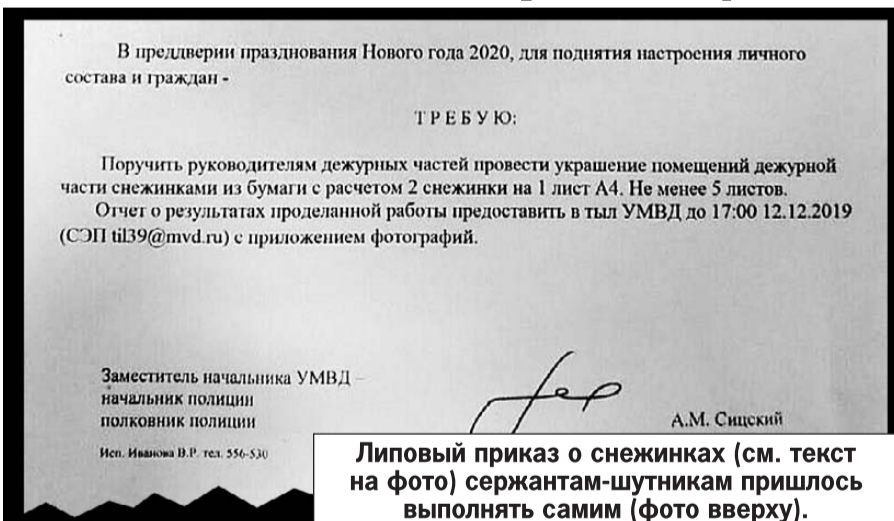 В преддверии празднования Нового года 2020, для поднятия настроения личного
состава и граждан -
ТРЕБУЮ:
Поручить руководителям дежурных частей провести украшение помещений дежурной
части снежинками из бумаги с расчетом 2 снежинки на 1 лист А4. Не менее 5 листов.
Отчет о результатах проделанной работы предоставить в тыл УМВД до 17:00 12.12.2019
(СЭП til39@mvd.ru) с приложением фотографий.
Заместитель начальника УМВД –
начальник полиции
полковник полиции
А.М. Сицский
Исп. Иванова В.Р. тел. 556-530
Липовый приказ о снежинках (см. текст
на фото) сержантам-шутникам пришлось
выполнять самим (фото вверху).